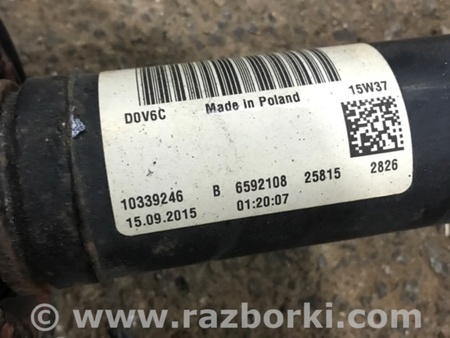 D0V6C Made in Poland 15W37
10339246 B 6592108 25815 2826
15.09.2015 01:20:07
www.razborki.com